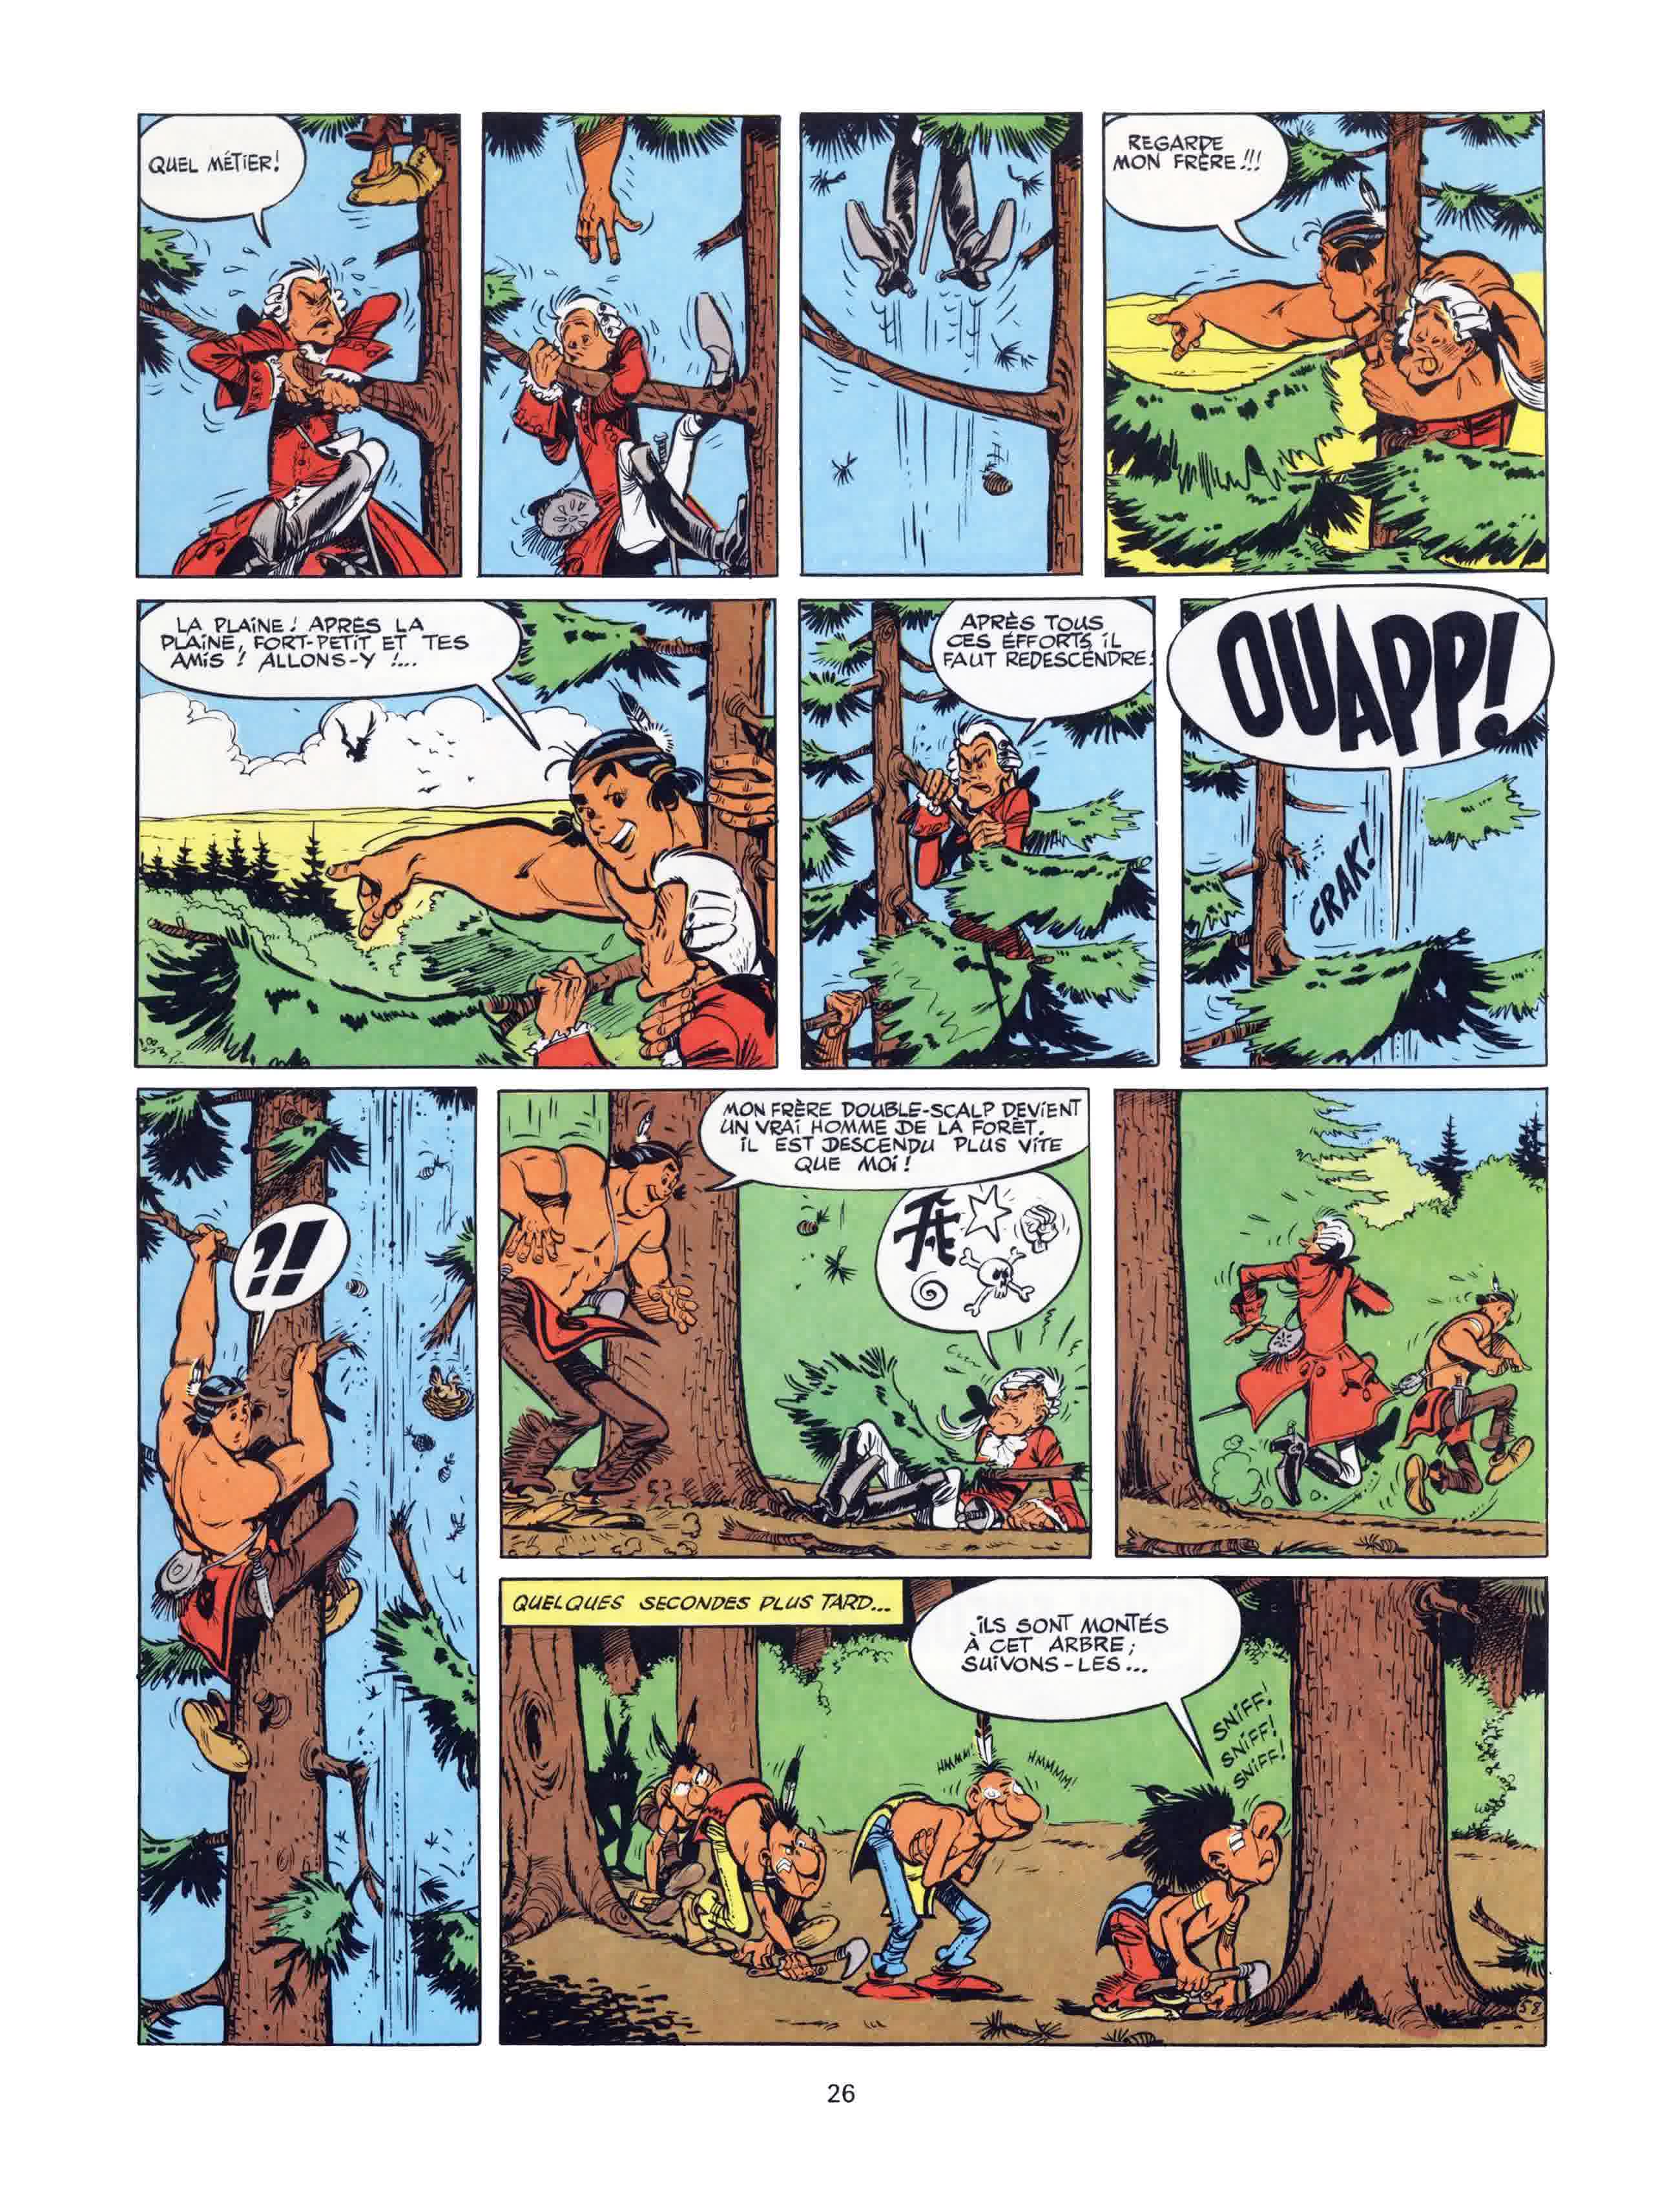 QUEL MÉTIER!
REGARDE
MON FRÈRE!!!
LA PLAINE! APRÈS LA
PLAINE, FORT-PETIT ET TES
AMIS! ALLONS-Y!...
APRÈS TOUS
CES EFFORTS IL
FAUT REDESCENDRE!
OUAPP!
CRAK!
?!!
MON FRÈRE DOUBLE-SCALP DEVIENT
UN VRAI HOMME DE LA FORÊT.
IL EST DESCENDU PLUS VITE
QUE MOI!
QUELQUES SECONDES PLUS TARD...
ILS SONT MONTÉS
À CET ARBRE;
SUIVONS-LES...
SNIFF!
SNIFF!
SNIFF!
HMMM!
HMMMM!
58
26